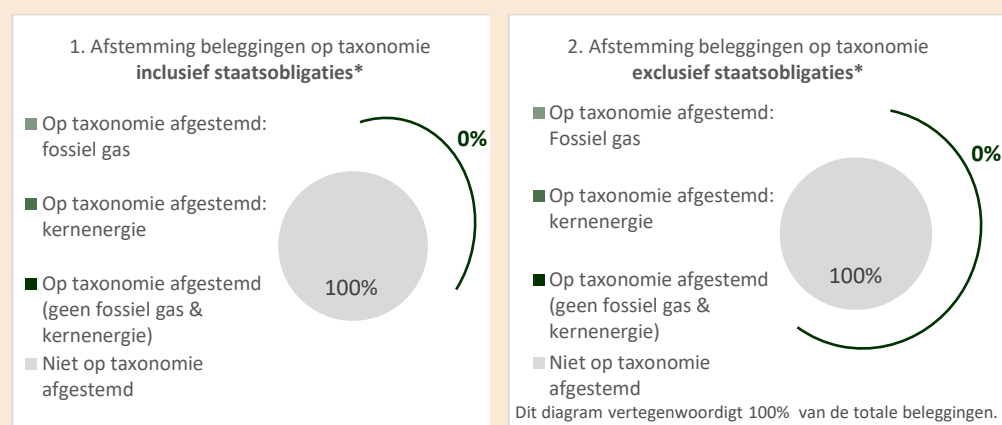 1. Afstemming beleggingen op taxonomie
inclusief staatsobligaties*
Op taxonomie afgestemd:
fossiel gas
Op taxonomie afgestemd:
kernenergie
Op taxonomie afgestemd
(geen fossiel gas &
kernenergie)
Niet op taxonomie
afgestemd
0%
100%
2. Afstemming beleggingen op taxonomie
exclusief staatsobligaties*
Op taxonomie afgestemd:
Fossiel gas
Op taxonomie afgestemd:
kernenergie
Op taxonomie afgestemd
(geen fossiel gas &
kernenergie)
Niet op taxonomie
afgestemd
0%
100%
Dit diagram vertegenwoordigt 100% van de totale beleggingen.